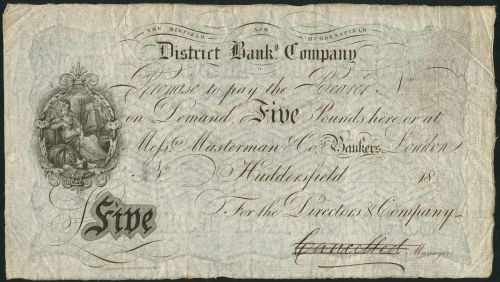 THE MIRFIELD AND HUDDERSFIELD
District Bankg. Company
Promise to pay the Bearer No.
on Demand Five Pounds here, or at
Messrs Masterman & Co. Bankers London
No. Huddersfield 18
Five
For the Directors & Company
Cancelled Manager